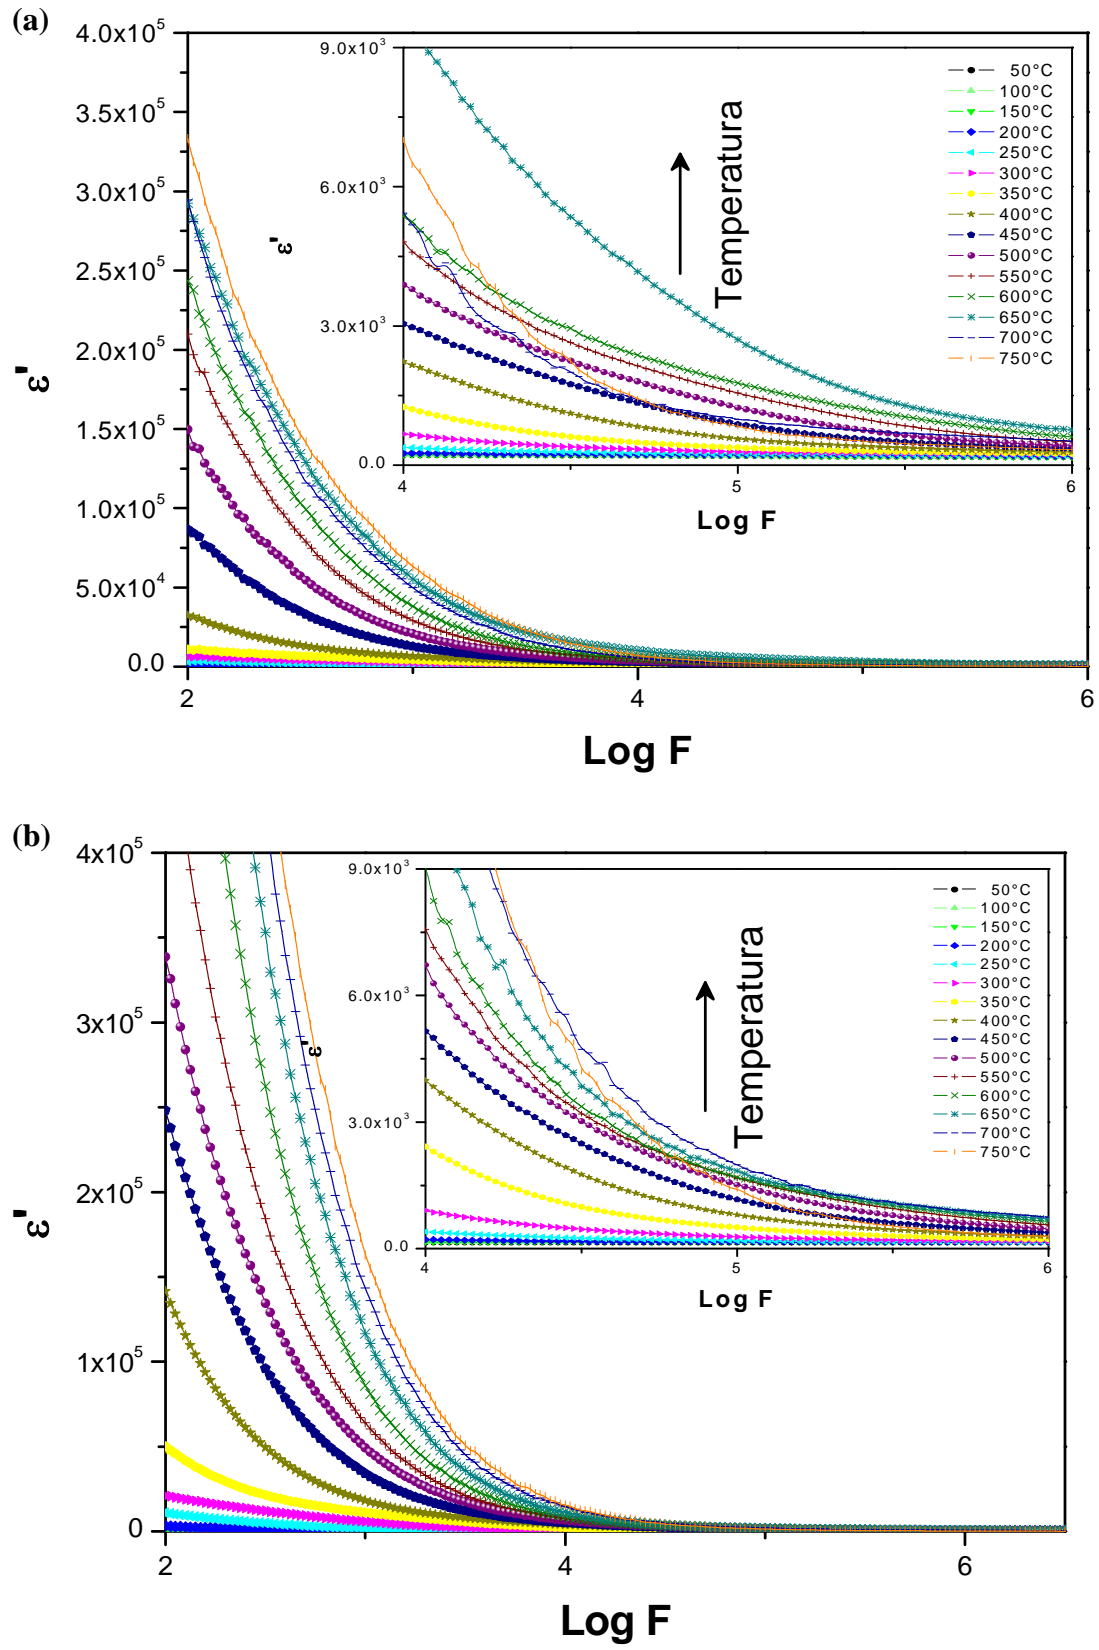 (a)
4.0x10⁵
3.5x10⁵
3.0x10⁵
2.5x10⁵
2.0x10⁵
1.5x10⁵
1.0x10⁵
5.0x10⁴
0.0
ε'
2
4
6
Log F
9.0x10³
6.0x10³
3.0x10³
0.0
ε'
4
5
6
Log F
Temperatura
50°C
100°C
150°C
200°C
250°C
300°C
350°C
400°C
450°C
500°C
550°C
600°C
650°C
700°C
750°C
(b)
4x10⁵
3x10⁵
2x10⁵
1x10⁵
0
ε'
2
4
6
Log F
9.0x10³
6.0x10³
3.0x10³
0.0
ε'
4
5
6
Log F
Temperatura
50°C
100°C
150°C
200°C
250°C
300°C
350°C
400°C
450°C
500°C
550°C
600°C
650°C
700°C
750°C